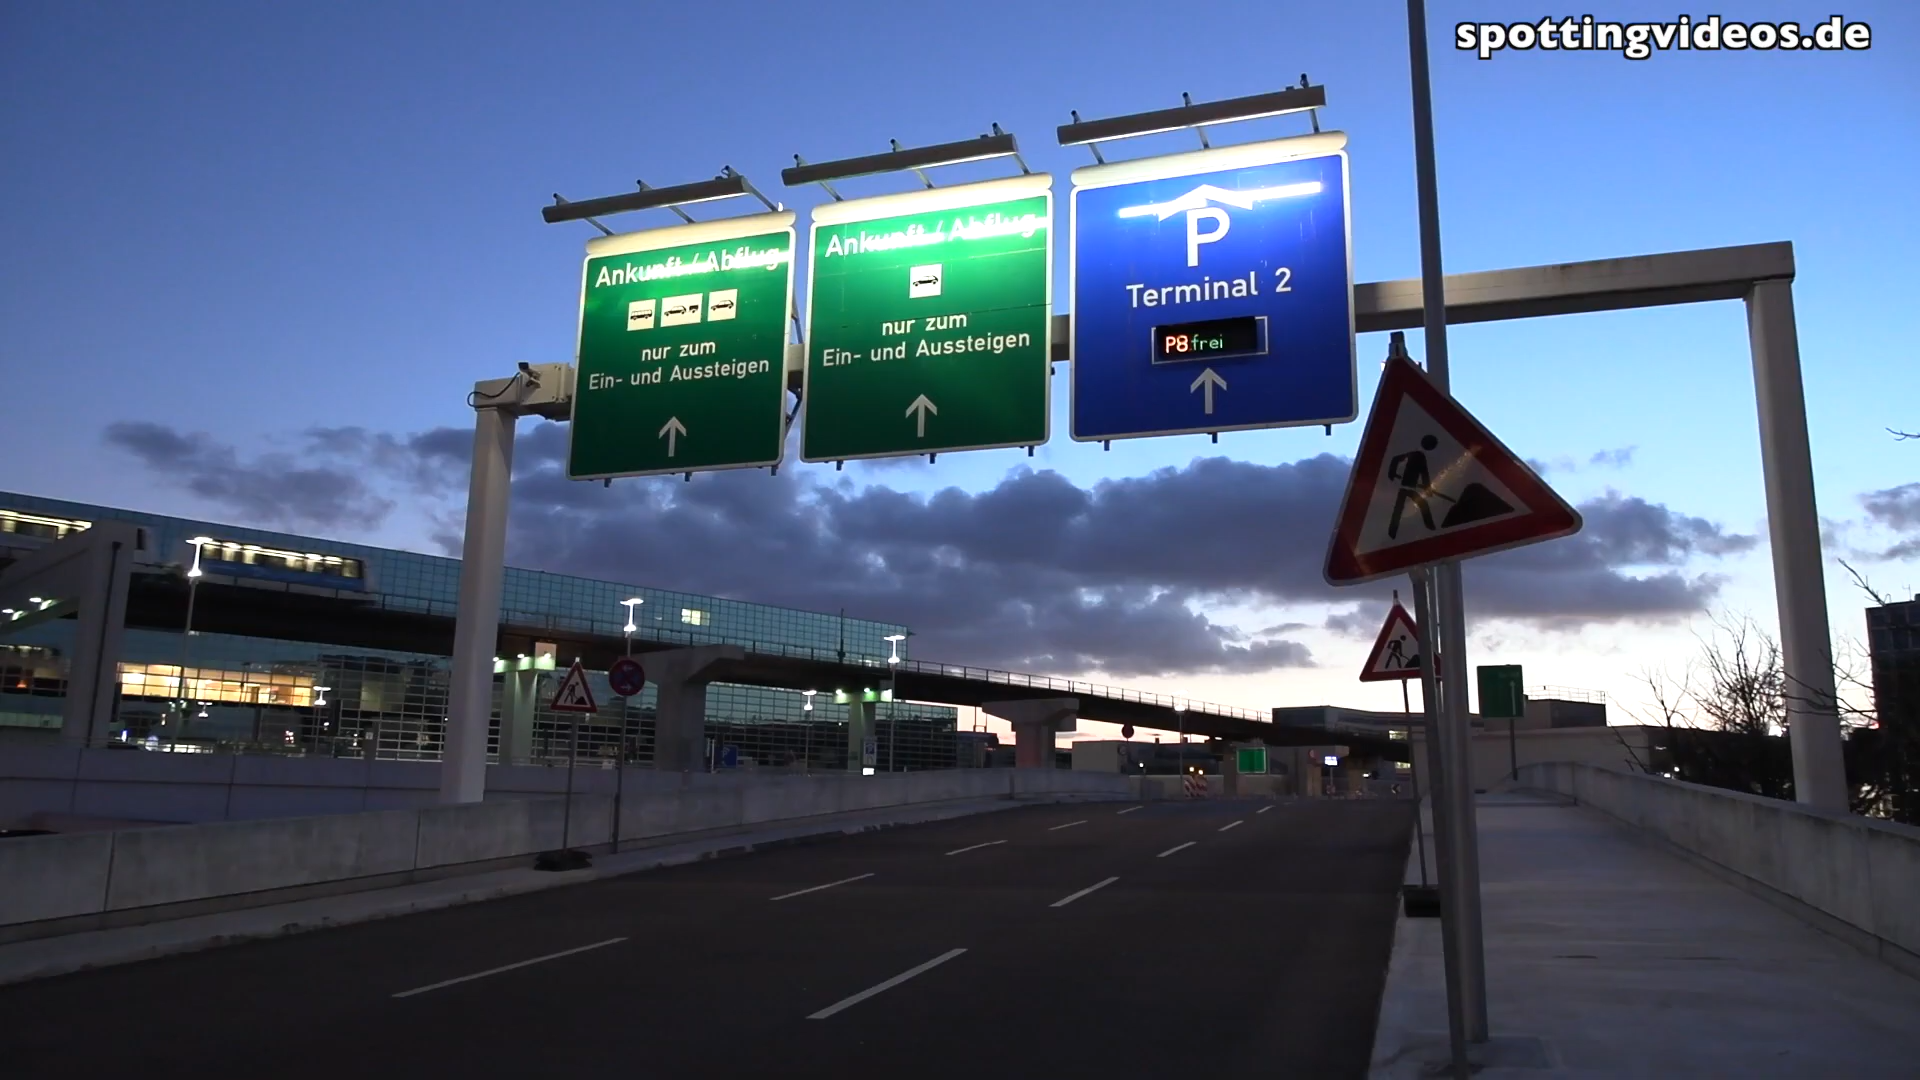 spottingvideos.de
Ankunft / Abflug
nur zum
Ein- und Aussteigen
Ankunft / Abflug
nur zum
Ein- und Aussteigen
P
Terminal 2
P8 frei